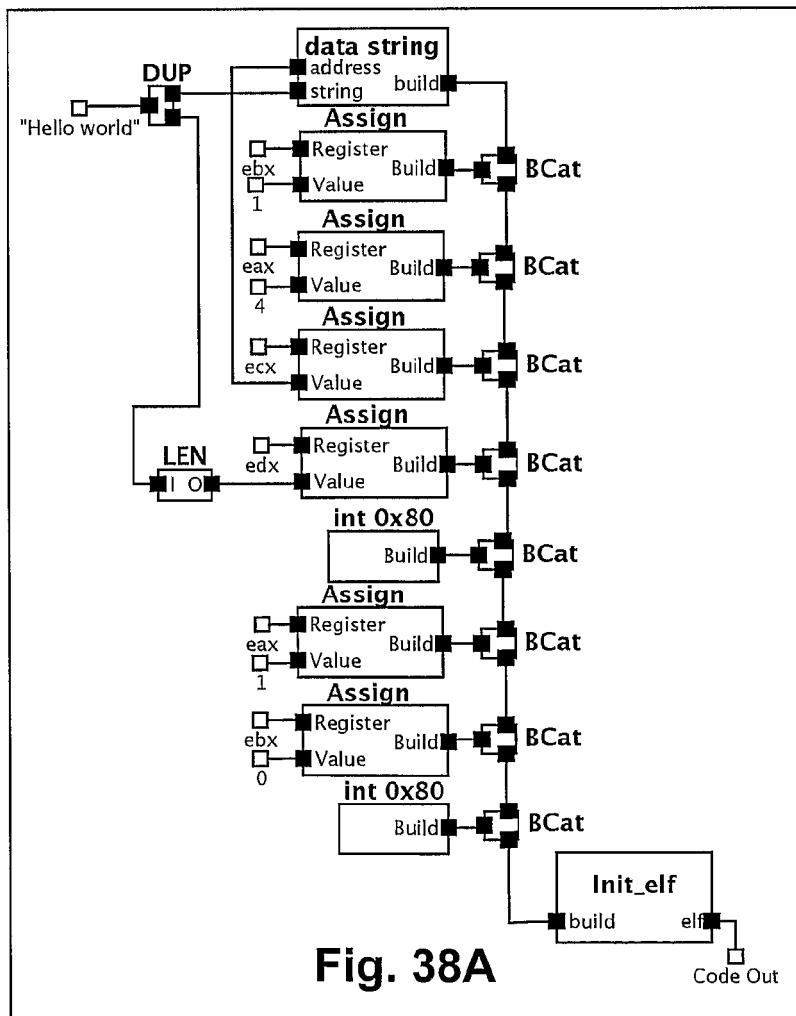 data string
address
string
build
DUP
"Hello world"
Assign
Register
Value
Build
ebx
1
BCat
Assign
Register
Value
Build
eax
4
BCat
Assign
Register
Value
Build
ecx
BCat
Assign
Register
Value
Build
edx
LEN
I O
BCat
int 0x80
Build
BCat
Assign
Register
Value
Build
eax
1
BCat
Assign
Register
Value
Build
ebx
0
BCat
int 0x80
Build
BCat
Init_elf
build
elf
Code Out
Fig. 38A